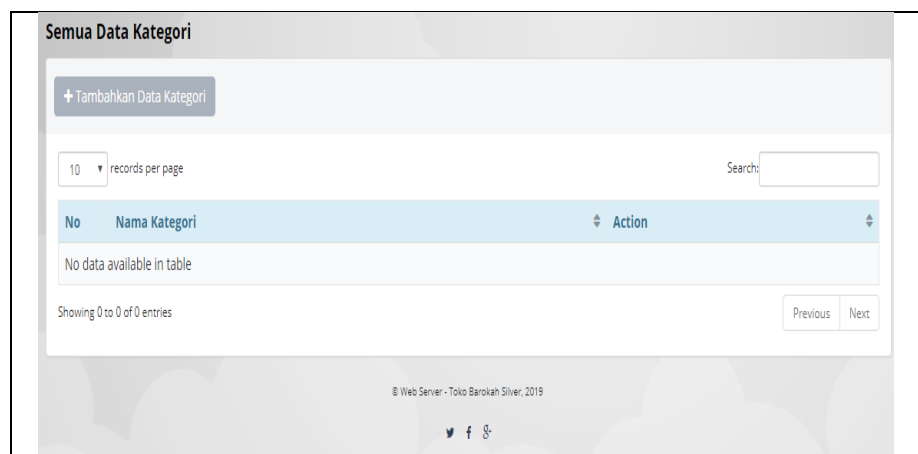 Semua Data Kategori
+ Tambahkan Data Kategori
10 records per page Search:
No Nama Kategori Action
No data available in table
Showing 0 to 0 of 0 entries Previous Next
© Web Server - Toko Barokah Silver, 2019